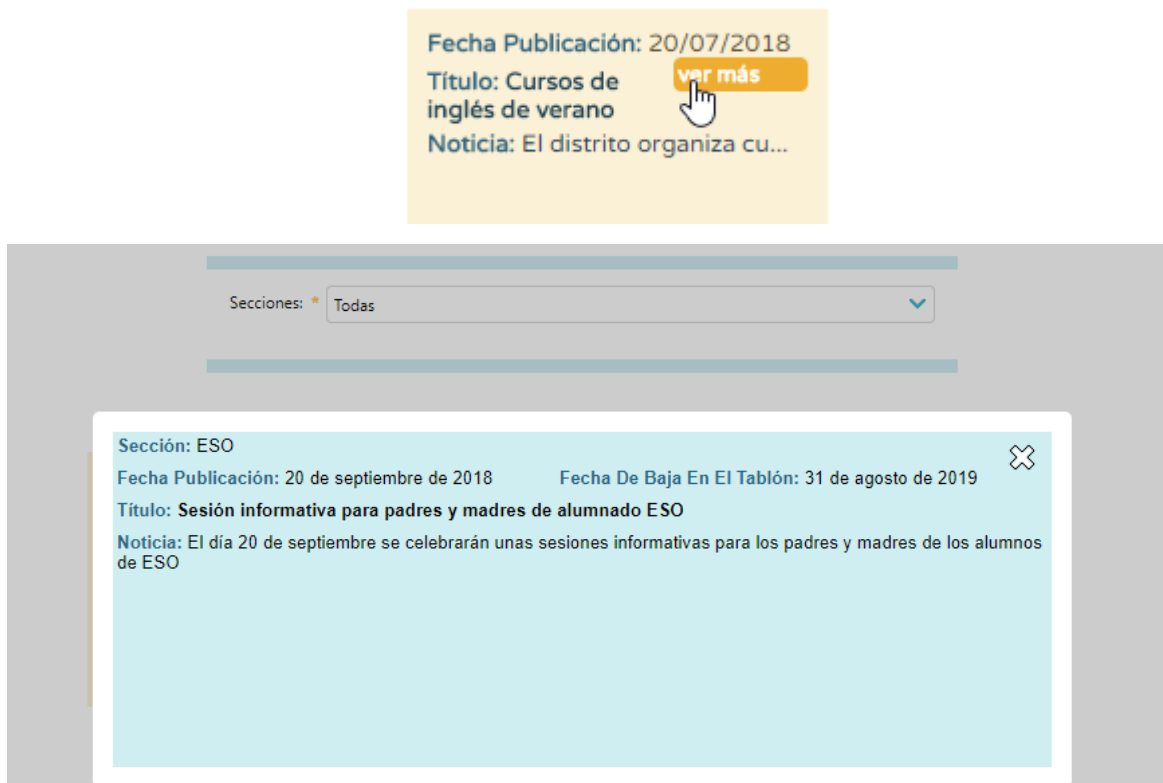 Fecha Publicación: 20/07/2018
ver más
Título: Cursos de
inglés de verano
Noticia: El distrito organiza cu...
Secciones: * Todas
Sección: ESO
Fecha Publicación: 20 de septiembre de 2018 Fecha De Baja En El Tablón: 31 de agosto de 2019
Título: Sesión informativa para padres y madres de alumnado ESO
Noticia: El día 20 de septiembre se celebrarán unas sesiones informativas para los padres y madres de los alumnos
de ESO